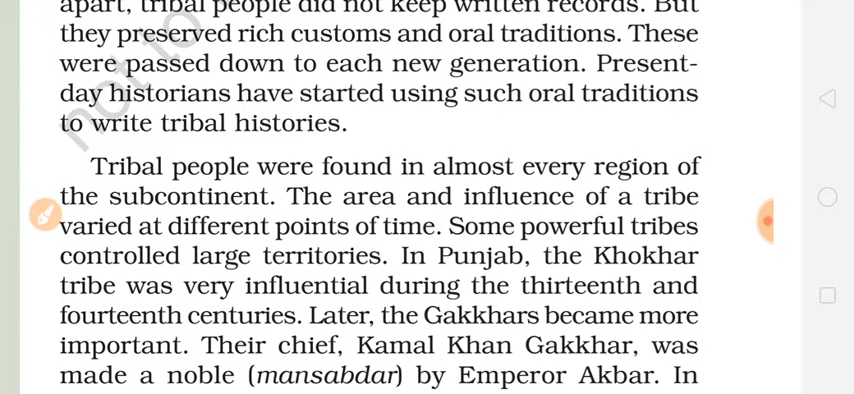 apart, tribal people did not keep written records. But
they preserved rich customs and oral traditions. These
were passed down to each new generation. Present-
day historians have started using such oral traditions
to write tribal histories.
Tribal people were found in almost every region of
the subcontinent. The area and influence of a tribe
varied at different points of time. Some powerful tribes
controlled large territories. In Punjab, the Khokhar
tribe was very influential during the thirteenth and
fourteenth centuries. Later, the Gakkhars became more
important. Their chief, Kamal Khan Gakkhar, was
made a noble (mansabdar) by Emperor Akbar. In
not to